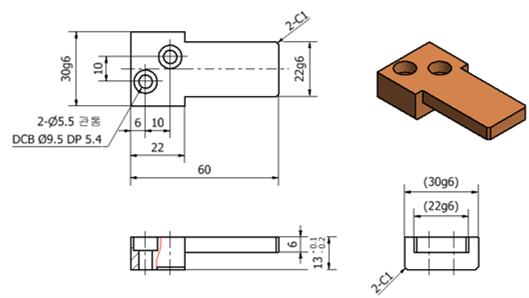 2-C1
30g6
10
22g6
6
10
2-Ø5.5 관통
DCB Ø9.5 DP 5.4
22
60
(30g6)
(22g6)
6
13 -0.1
-0.2
2-C1